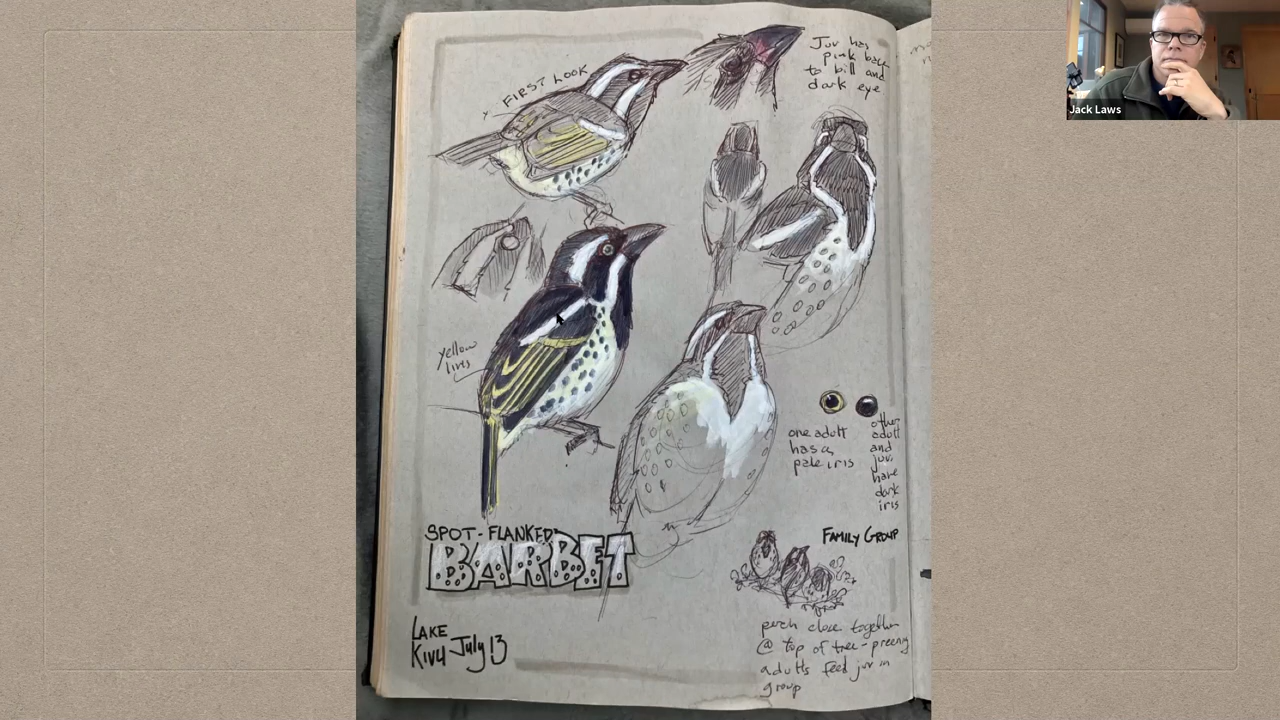 Jack Laws
FIRST LOOK
Juv has
pink base
to bill and
dark eye
yellow
lines
one adult
has a
pale iris
other
adult
and
juv.
have
dark
iris
SPOT-FLANKED
BARBET
FAMILY GROUP
LAKE
KIVU July 13
perch close together
@ top of tree - preening
adults feed juv in
group